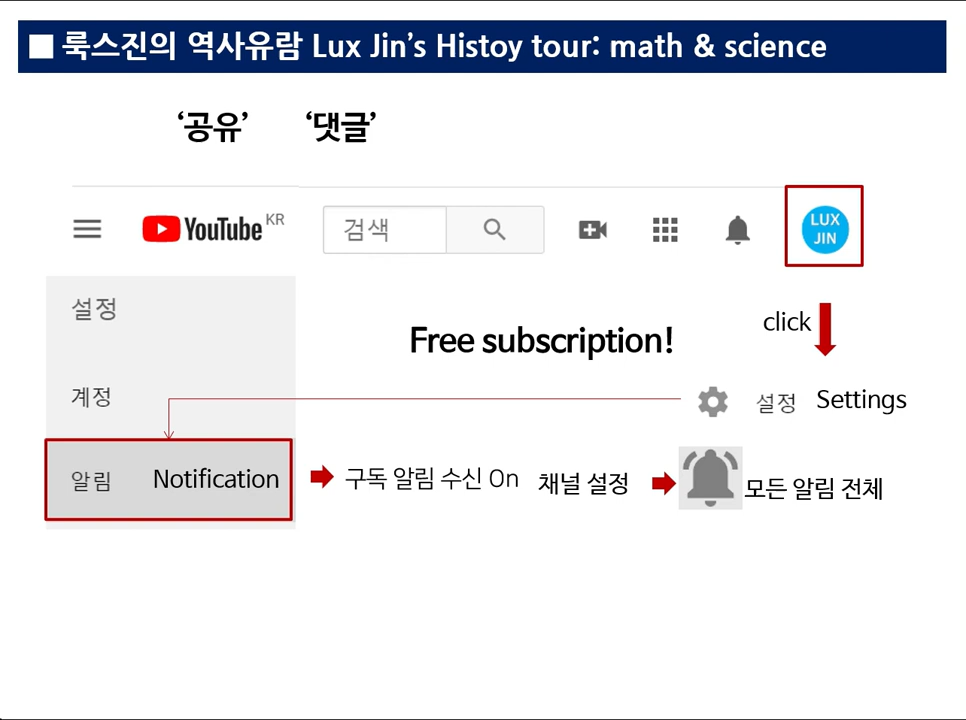 ■ 룩스진의 역사유람 Lux Jin's Histoy tour: math & science
‘공유’ ‘댓글’
YouTube KR 검색 LUX JIN
설정
click
Free subscription!
계정
설정 Settings
알림 Notification 구독 알림 수신 On 채널 설정 모든 알림 전체